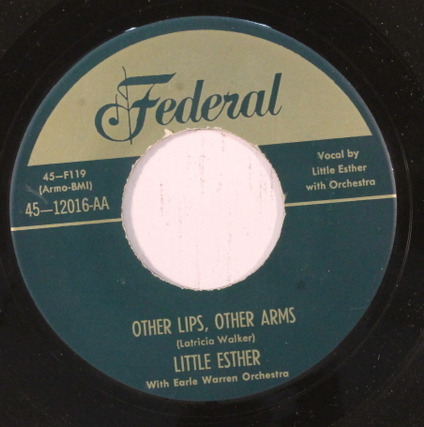 Federal
45—F119
(Armo-BMI)
45—12016-AA
Vocal by
Little Esther
with Orchestra
OTHER LIPS, OTHER ARMS
(Latricia Walker)
LITTLE ESTHER
With Earle Warren Orchestra